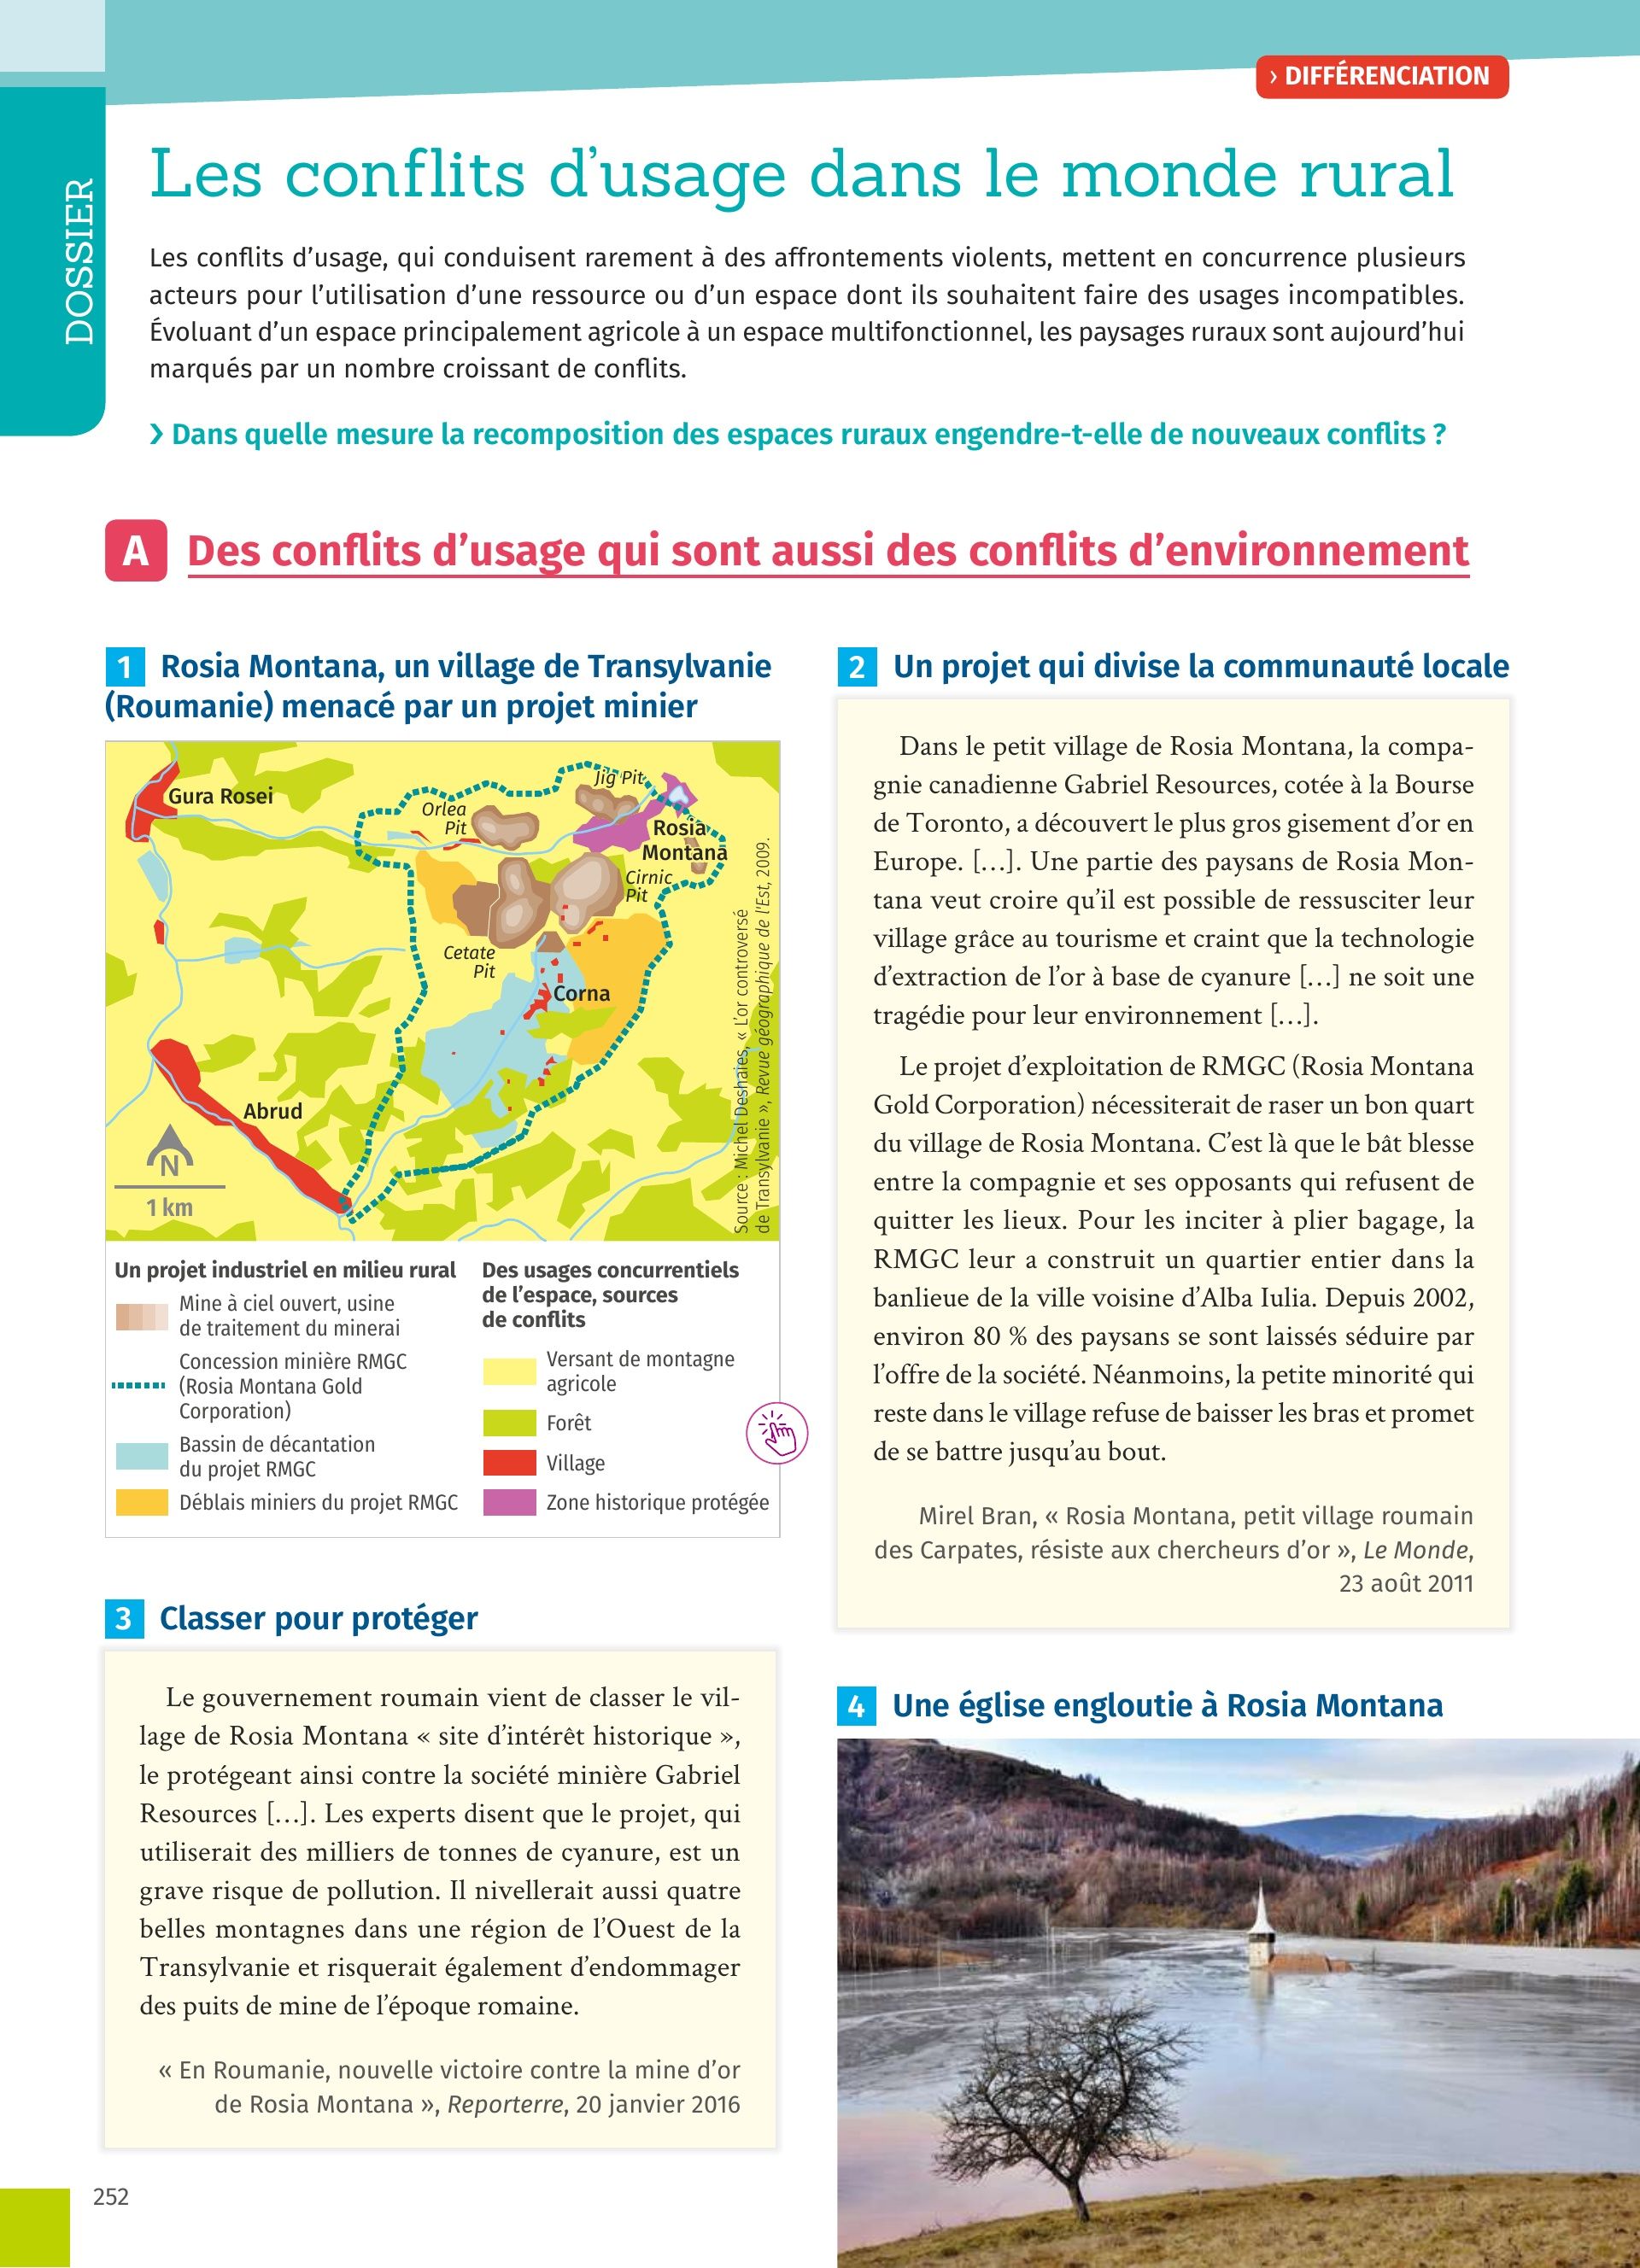 › DIFFÉRENCIATION
DOSSIER
Les conflits d’usage dans le monde rural
Les conflits d’usage, qui conduisent rarement à des affrontements violents, mettent en concurrence plusieurs
acteurs pour l’utilisation d’une ressource ou d’un espace dont ils souhaitent faire des usages incompatibles.
Évoluant d’un espace principalement agricole à un espace multifonctionnel, les paysages ruraux sont aujourd’hui
marqués par un nombre croissant de conflits.
❯ Dans quelle mesure la recomposition des espaces ruraux engendre-t-elle de nouveaux conflits ?
A Des conflits d’usage qui sont aussi des conflits d’environnement
1 Rosia Montana, un village de Transylvanie
(Roumanie) menacé par un projet minier
Gura Rosei
Orlea
Pit
Jig Pit
Rosia
Montana
Cirnic
Pit
Cetate
Pit
Corna
Abrud
N
1 km
Source : Michel Deshaies, « L’or controversé
de Transylvanie », Revue géographique de l’Est, 2009.
Un projet industriel en milieu rural
Mine à ciel ouvert, usine
de traitement du minerai
Concession minière RMGC
(Rosia Montana Gold
Corporation)
Bassin de décantation
du projet RMGC
Déblais miniers du projet RMGC
Des usages concurrentiels
de l’espace, sources
de conflits
Versant de montagne
agricole
Forêt
Village
Zone historique protégée
2 Un projet qui divise la communauté locale
Dans le petit village de Rosia Montana, la compa-
gnie canadienne Gabriel Resources, cotée à la Bourse
de Toronto, a découvert le plus gros gisement d’or en
Europe. […]. Une partie des paysans de Rosia Mon-
tana veut croire qu’il est possible de ressusciter leur
village grâce au tourisme et craint que la technologie
d’extraction de l’or à base de cyanure […] ne soit une
tragédie pour leur environnement […].
Le projet d’exploitation de RMGC (Rosia Montana
Gold Corporation) nécessiterait de raser un bon quart
du village de Rosia Montana. C’est là que le bât blesse
entre la compagnie et ses opposants qui refusent de
quitter les lieux. Pour les inciter à plier bagage, la
RMGC leur a construit un quartier entier dans la
banlieue de la ville voisine d’Alba Iulia. Depuis 2002,
environ 80 % des paysans se sont laissés séduire par
l’offre de la société. Néanmoins, la petite minorité qui
reste dans le village refuse de baisser les bras et promet
de se battre jusqu’au bout.
Mirel Bran, « Rosia Montana, petit village roumain
des Carpates, résiste aux chercheurs d’or », Le Monde,
23 août 2011
3 Classer pour protéger
Le gouvernement roumain vient de classer le vil-
lage de Rosia Montana « site d’intérêt historique »,
le protégeant ainsi contre la société minière Gabriel
Resources […]. Les experts disent que le projet, qui
utiliserait des milliers de tonnes de cyanure, est un
grave risque de pollution. Il nivellerait aussi quatre
belles montagnes dans une région de l’Ouest de la
Transylvanie et risquerait également d’endommager
des puits de mine de l’époque romaine.
« En Roumanie, nouvelle victoire contre la mine d’or
de Rosia Montana », Reporterre, 20 janvier 2016
4 Une église engloutie à Rosia Montana
252